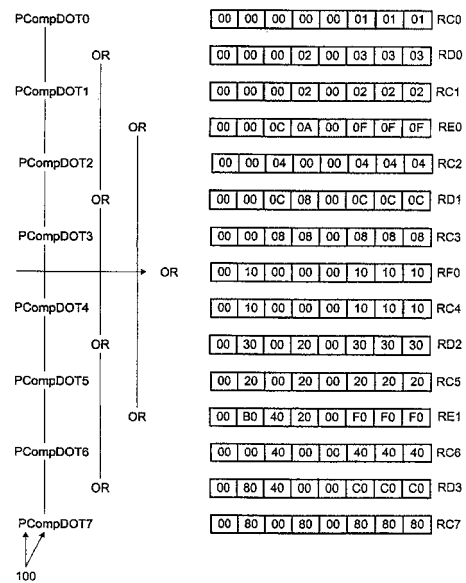 PCompDOT0 00 00 00 00 00 01 01 01 RC0
OR 00 00 00 02 00 03 03 03 RD0
PCompDOT1 00 00 00 02 00 02 02 02 RC1
OR 00 00 0C 0A 00 0F 0F 0F RE0
PCompDOT2 00 00 04 00 00 04 04 04 RC2
OR 00 00 0C 08 00 0C 0C 0C RD1
PCompDOT3 00 00 08 08 00 08 08 08 RC3
OR 00 10 00 00 00 10 10 10 RF0
PCompDOT4 00 10 00 00 00 10 10 10 RC4
OR 00 30 00 20 00 30 30 30 RD2
PCompDOT5 00 20 00 20 00 20 20 20 RC5
OR 00 B0 40 20 00 F0 F0 F0 RE1
PCompDOT6 00 00 40 00 00 40 40 40 RC6
OR 00 80 40 00 00 C0 C0 C0 RD3
PCompDOT7 00 80 00 80 00 80 80 80 RC7
100